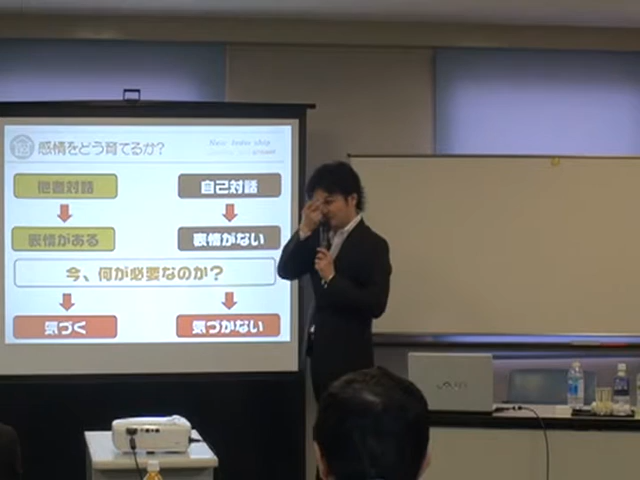 感情をどう育てるか?
他者対話
自己対話
表情がある
表情がない
今、何が必要なのか?
気づく
気づかない
VAIO